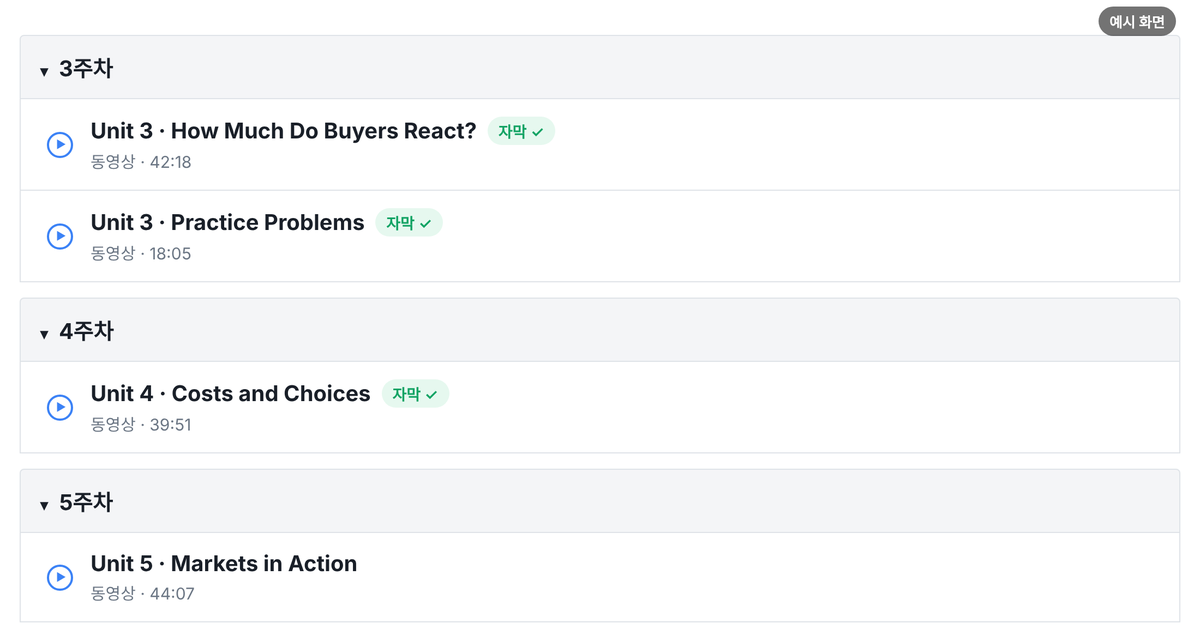 예시 화면
▼ 3주차
Unit 3 · How Much Do Buyers React? 자막 ✓
동영상 · 42:18
Unit 3 · Practice Problems 자막 ✓
동영상 · 18:05
▼ 4주차
Unit 4 · Costs and Choices 자막 ✓
동영상 · 39:51
▼ 5주차
Unit 5 · Markets in Action
동영상 · 44:07